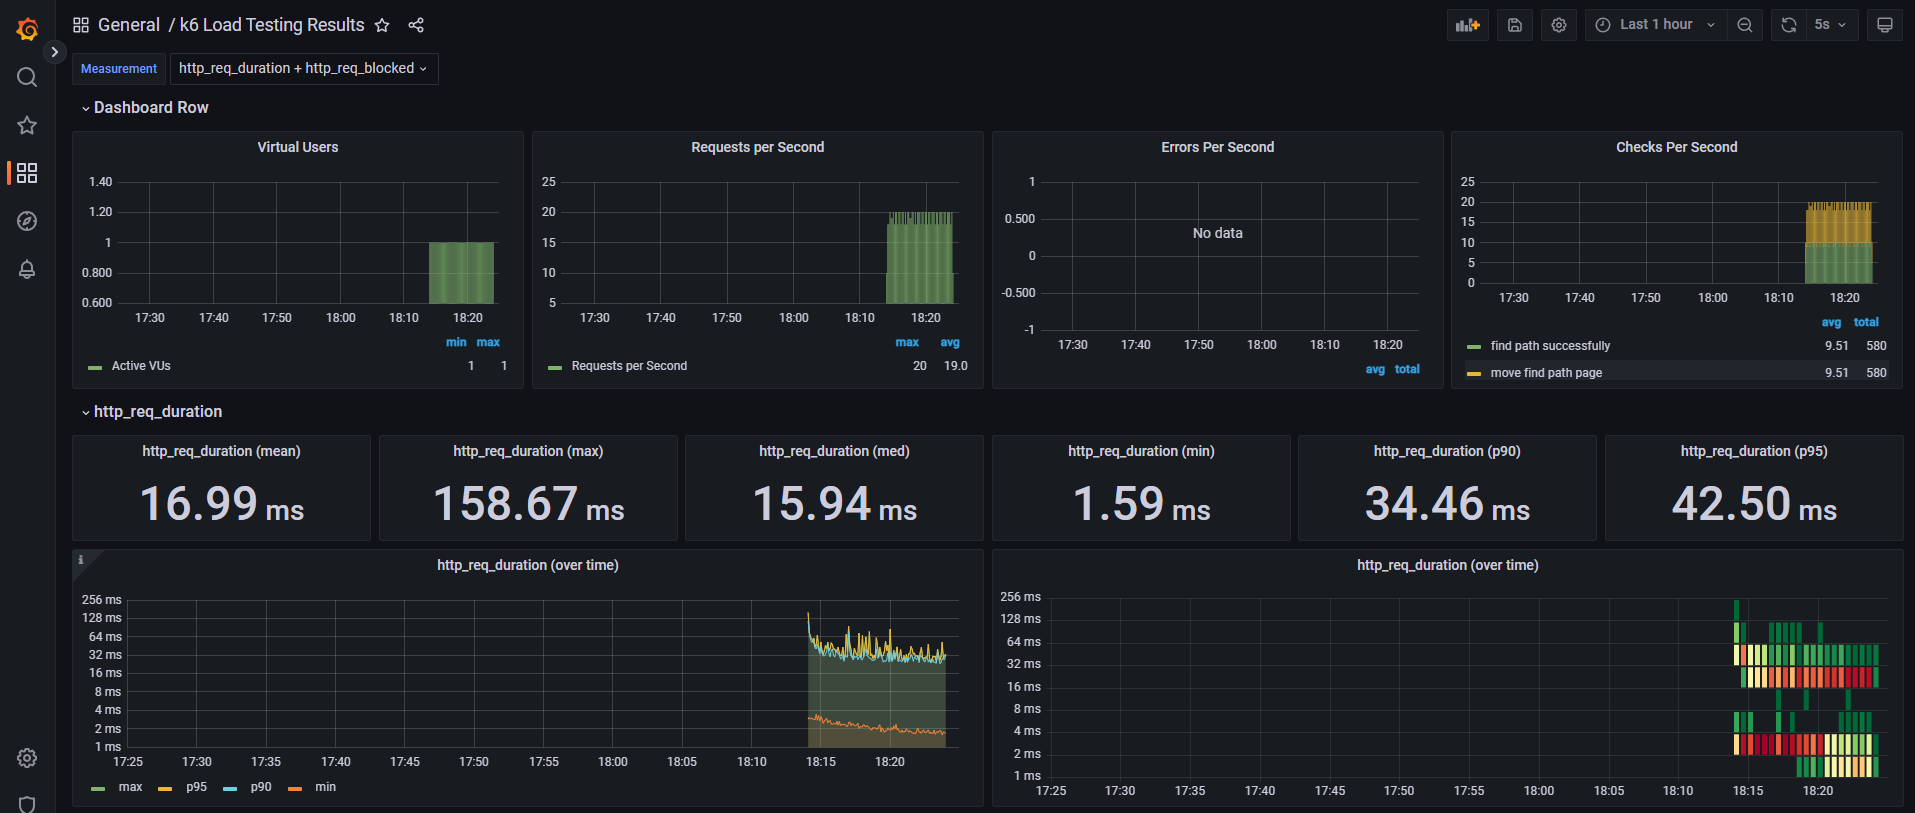 General / k6 Load Testing Results
Last 1 hour
5s
Measurement
http_req_duration + http_req_blocked
Dashboard Row
Virtual Users
1.40
1.20
1
0.800
0.600
17:30 17:40 17:50 18:00 18:10 18:20
min max
Active VUs 1 1
Requests per Second
25
20
15
10
5
17:30 17:40 17:50 18:00 18:10 18:20
max avg
Requests per Second 20 19.0
Errors Per Second
1
0.500
0
-0.500
-1
No data
17:30 17:40 17:50 18:00 18:10 18:20
avg total
Checks Per Second
25
20
15
10
5
0
17:30 17:40 17:50 18:00 18:10 18:20
avg total
find path successfully 9.51 580
move find path page 9.51 580
http_req_duration
http_req_duration (mean)
16.99 ms
http_req_duration (max)
158.67 ms
http_req_duration (med)
15.94 ms
http_req_duration (min)
1.59 ms
http_req_duration (p90)
34.46 ms
http_req_duration (p95)
42.50 ms
i
http_req_duration (over time)
256 ms
128 ms
64 ms
32 ms
16 ms
8 ms
4 ms
2 ms
1 ms
17:25 17:30 17:35 17:40 17:45 17:50 17:55 18:00 18:05 18:10 18:15 18:20
max p95 p90 min
http_req_duration (over time)
256 ms
128 ms
64 ms
32 ms
16 ms
8 ms
4 ms
2 ms
1 ms
17:25 17:30 17:35 17:40 17:45 17:50 17:55 18:00 18:05 18:10 18:15 18:20